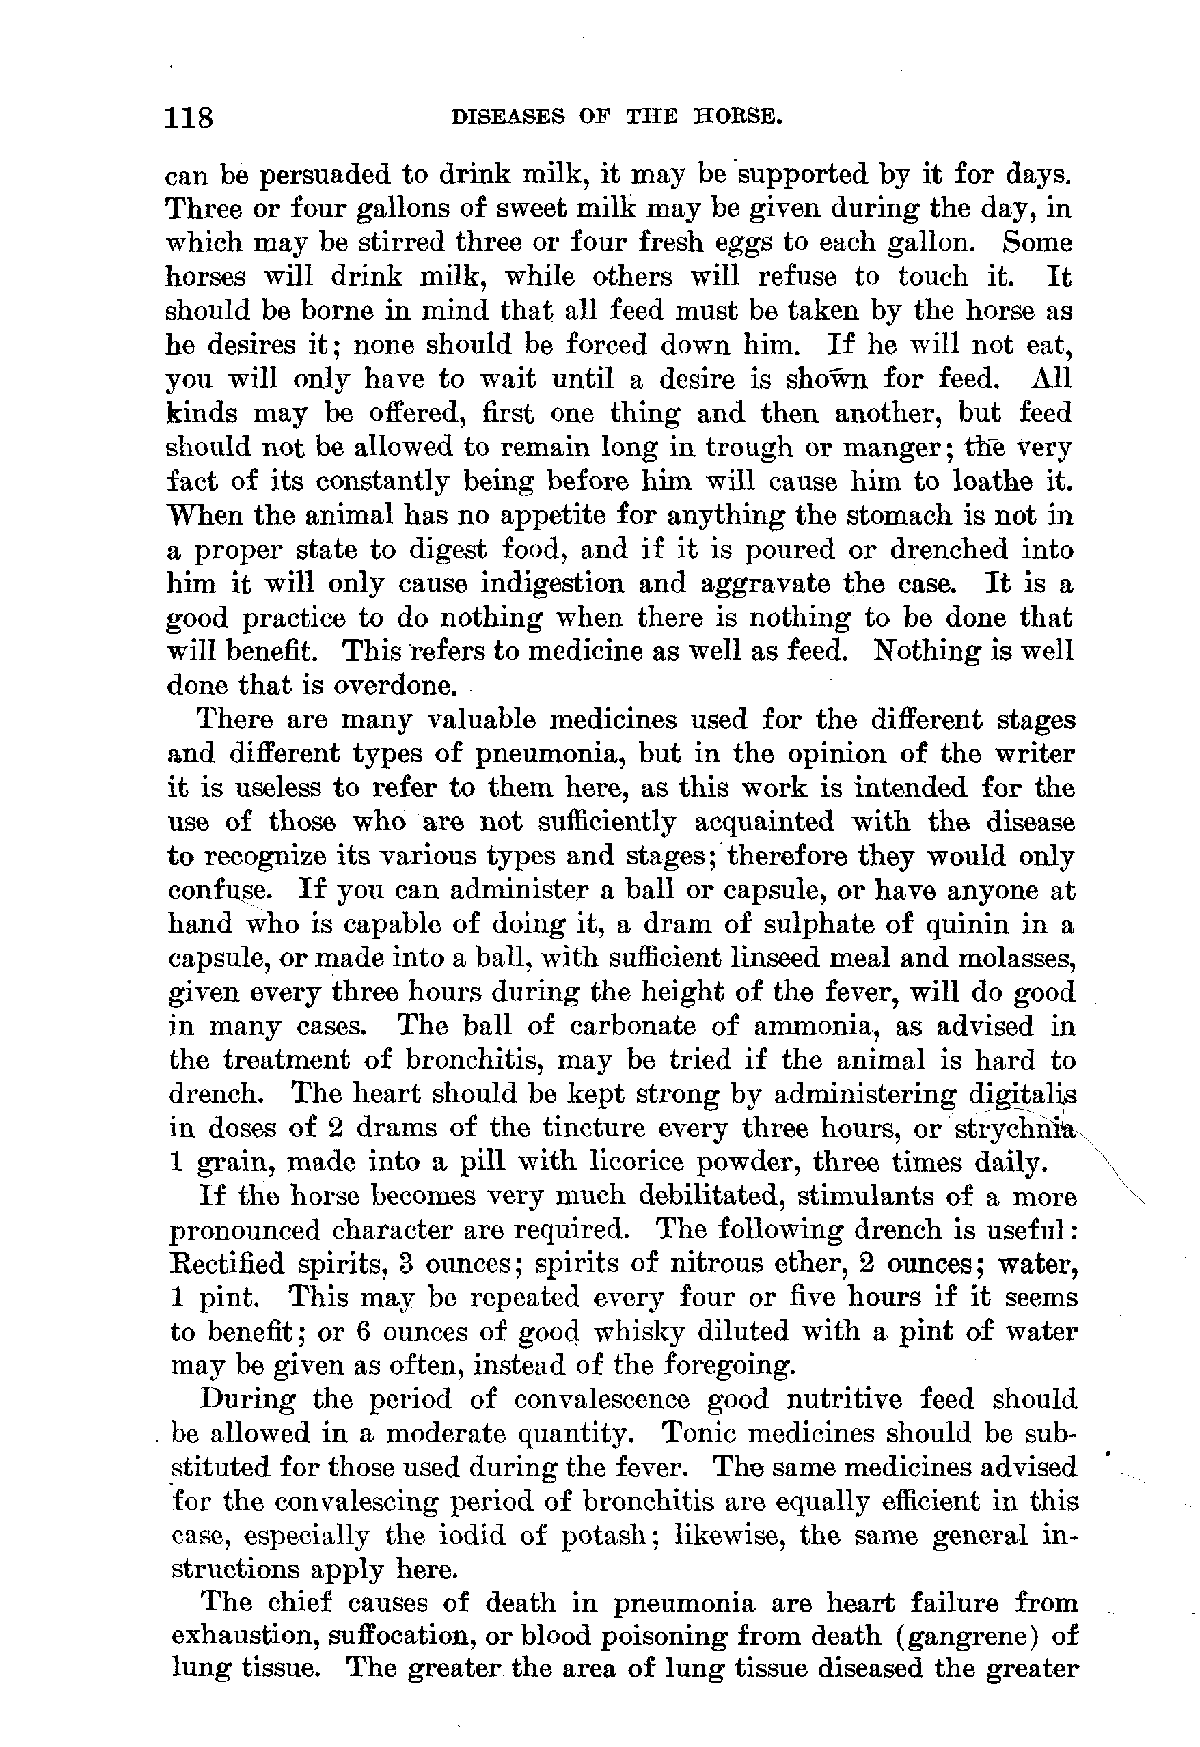 118 DISEASES OF THE HORSE.
can be persuaded to drink milk, it may be supported by it for days.
Three or four gallons of sweet milk may be given during the day, in
which may be stirred three or four fresh eggs to each gallon. Some
horses will drink milk, while others will refuse to touch it. It
should be borne in mind that all feed must be taken by the horse as
he desires it; none should be forced down him. If he will not eat,
you will only have to wait until a desire is shown for feed. All
kinds may be offered, first one thing and then another, but feed
should not be allowed to remain long in trough or manger; the very
fact of its constantly being before him will cause him to loathe it.
When the animal has no appetite for anything the stomach is not in
a proper state to digest food, and if it is poured or drenched into
him it will only cause indigestion and aggravate the case. It is a
good practice to do nothing when there is nothing to be done that
will benefit. This refers to medicine as well as feed. Nothing is well
done that is overdone.
There are many valuable medicines used for the different stages
and different types of pneumonia, but in the opinion of the writer
it is useless to refer to them here, as this work is intended for the
use of those who are not sufficiently acquainted with the disease
to recognize its various types and stages; therefore they would only
confuse. If you can administer a ball or capsule, or have anyone at
hand who is capable of doing it, a dram of sulphate of quinin in a
capsule, or made into a ball, with sufficient linseed meal and molasses,
given every three hours during the height of the fever, will do good
in many cases. The ball of carbonate of ammonia, as advised in
the treatment of bronchitis, may be tried if the animal is hard to
drench. The heart should be kept strong by administering digitalis
in doses of 2 drams of the tincture every three hours, or strychnia
1 grain, made into a pill with licorice powder, three times daily.
If the horse becomes very much debilitated, stimulants of a more
pronounced character are required. The following drench is useful:
Rectified spirits, 3 ounces; spirits of nitrous ether, 2 ounces; water,
1 pint. This may be repeated every four or five hours if it seems
to benefit; or 6 ounces of good whisky diluted with a pint of water
may be given as often, instead of the foregoing.
During the period of convalescence good nutritive feed should
be allowed in a moderate quantity. Tonic medicines should be sub-
stituted for those used during the fever. The same medicines advised
for the convalescing period of bronchitis are equally efficient in this
case, especially the iodid of potash; likewise, the same general in-
structions apply here.
The chief causes of death in pneumonia are heart failure from
exhaustion, suffocation, or blood poisoning from death (gangrene) of
lung tissue. The greater the area of lung tissue diseased the greater